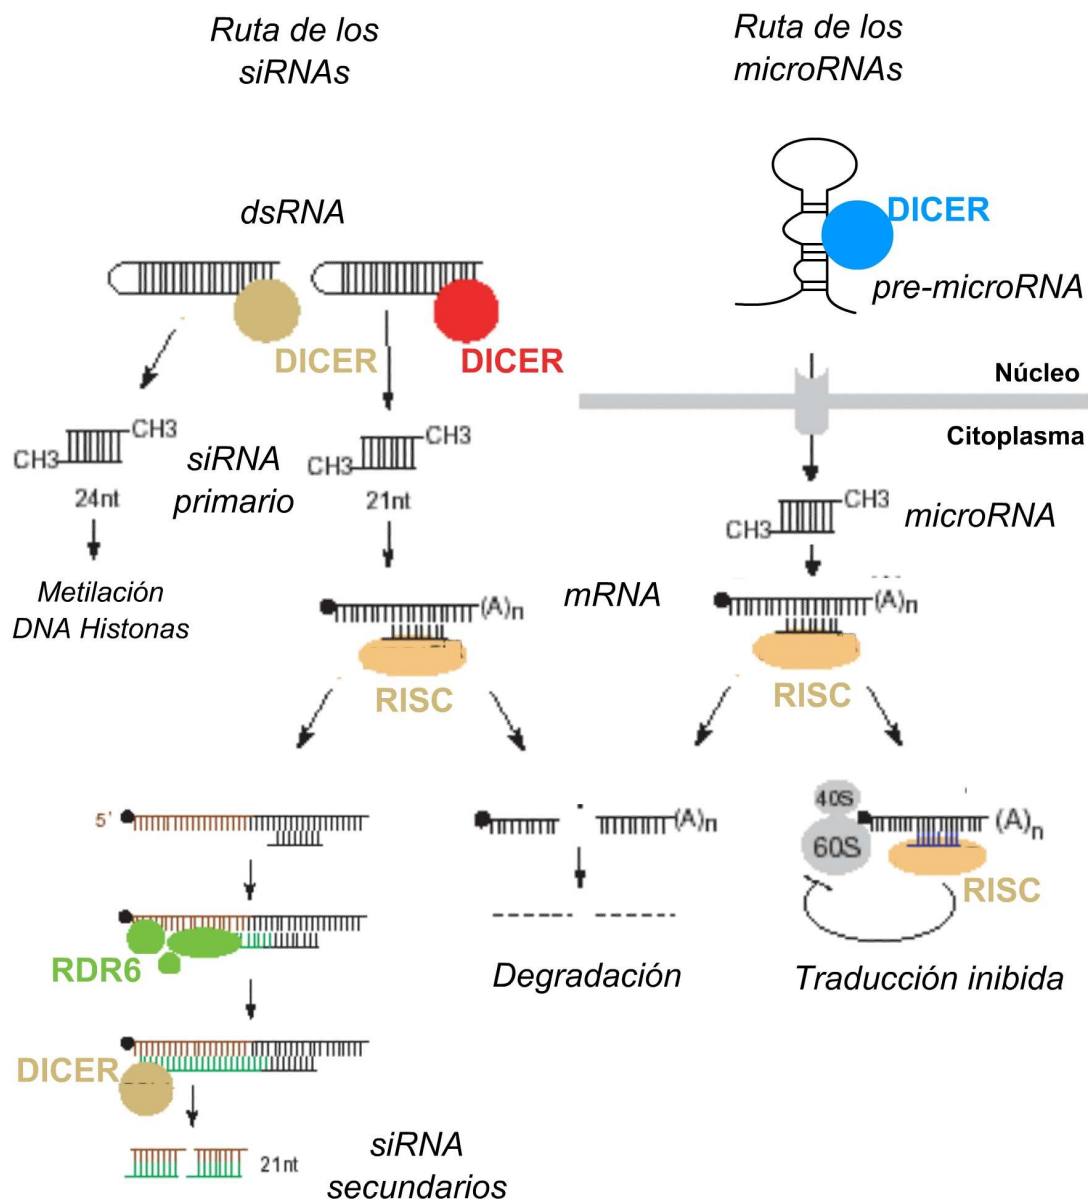 Ruta de los
siRNAs
Ruta de los
microRNAs
dsRNA
DICER
DICER
DICER
pre-microRNA
Núcleo
Citoplasma
CH3
CH3
24nt
siRNA
primario
CH3
CH3
21nt
CH3
CH3
microRNA
Metilación
DNA Histonas
(A)n
RISC
mRNA
(A)n
RISC
5'
RDR6
DICER
21nt
siRNA
secundarios
(A)n
Degradación
40S
60S
(A)n
RISC
Traducción inibida